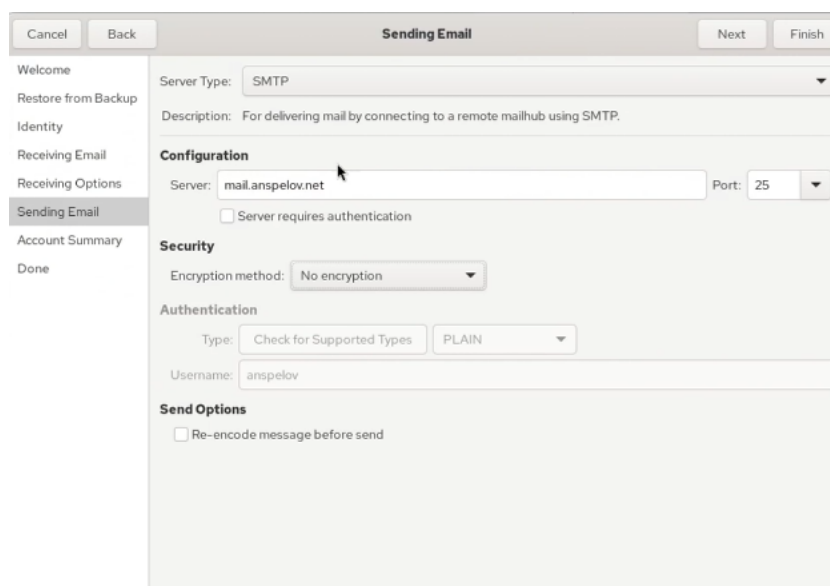 Cancel Back Sending Email Next Finish
Welcome
Restore from Backup
Identity
Receiving Email
Receiving Options
Sending Email
Account Summary
Done
Server Type: SMTP
Description: For delivering mail by connecting to a remote mailhub using SMTP.
Configuration
Server: mail.anspelov.net Port: 25
Server requires authentication
Security
Encryption method: No encryption
Authentication
Type: Check for Supported Types PLAIN
Username: anspelov
Send Options
Re-encode message before send